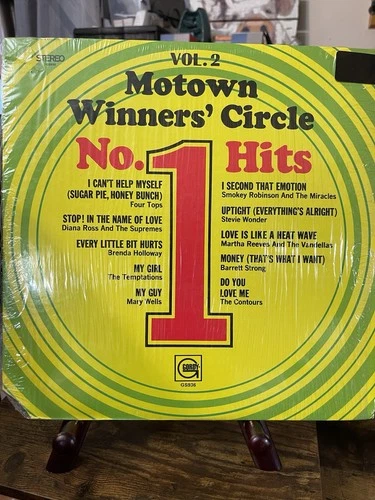 STEREO
VOL. 2
Motown
Winners' Circle
No. 1 Hits
I CAN'T HELP MYSELF
(SUGAR PIE, HONEY BUNCH)
Four Tops
STOP! IN THE NAME OF LOVE
Diana Ross And The Supremes
EVERY LITTLE BIT HURTS
Brenda Holloway
MY GIRL
The Temptations
MY GUY
Mary Wells
I SECOND THAT EMOTION
Smokey Robinson And The Miracles
UPTIGHT (EVERYTHING'S ALRIGHT)
Stevie Wonder
LOVE IS LIKE A HEAT WAVE
Martha Reeves And The Vandellas
MONEY (THAT'S WHAT I WANT)
Barrett Strong
DO YOU
LOVE ME
The Contours
GORDY
GS936